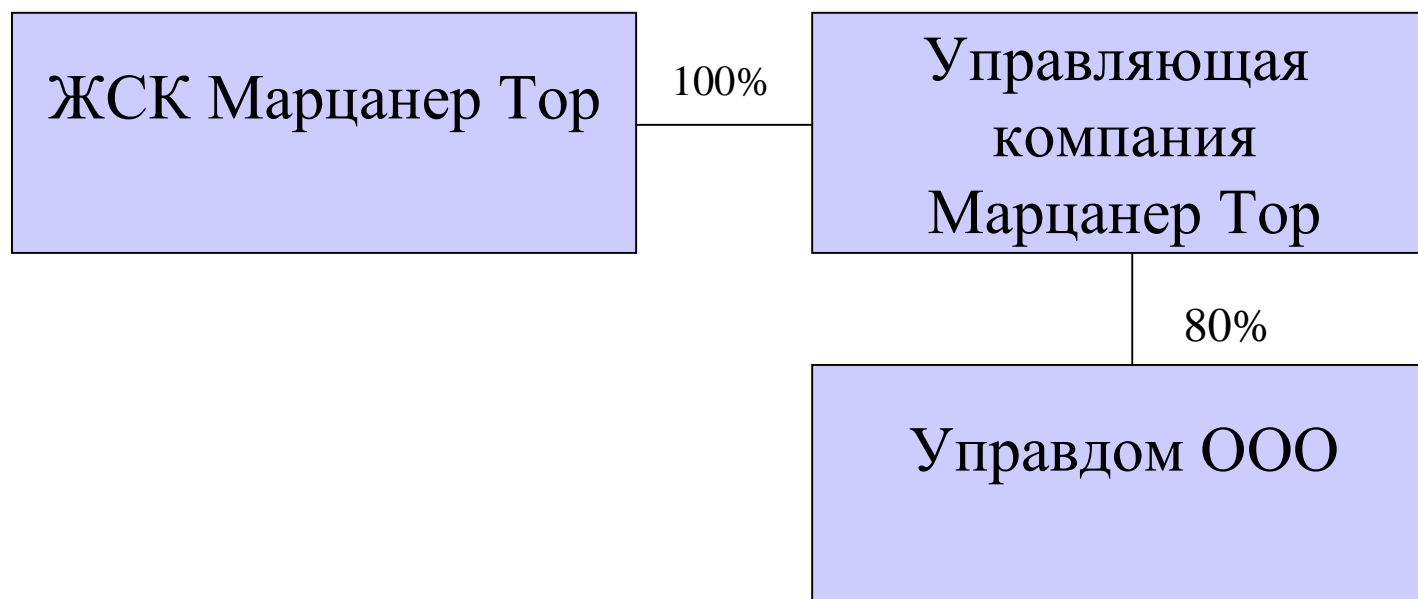 ЖСК Марцанер Тор
100%
Управляющая
компания
Марцанер Тор
80%
Управдом ООО